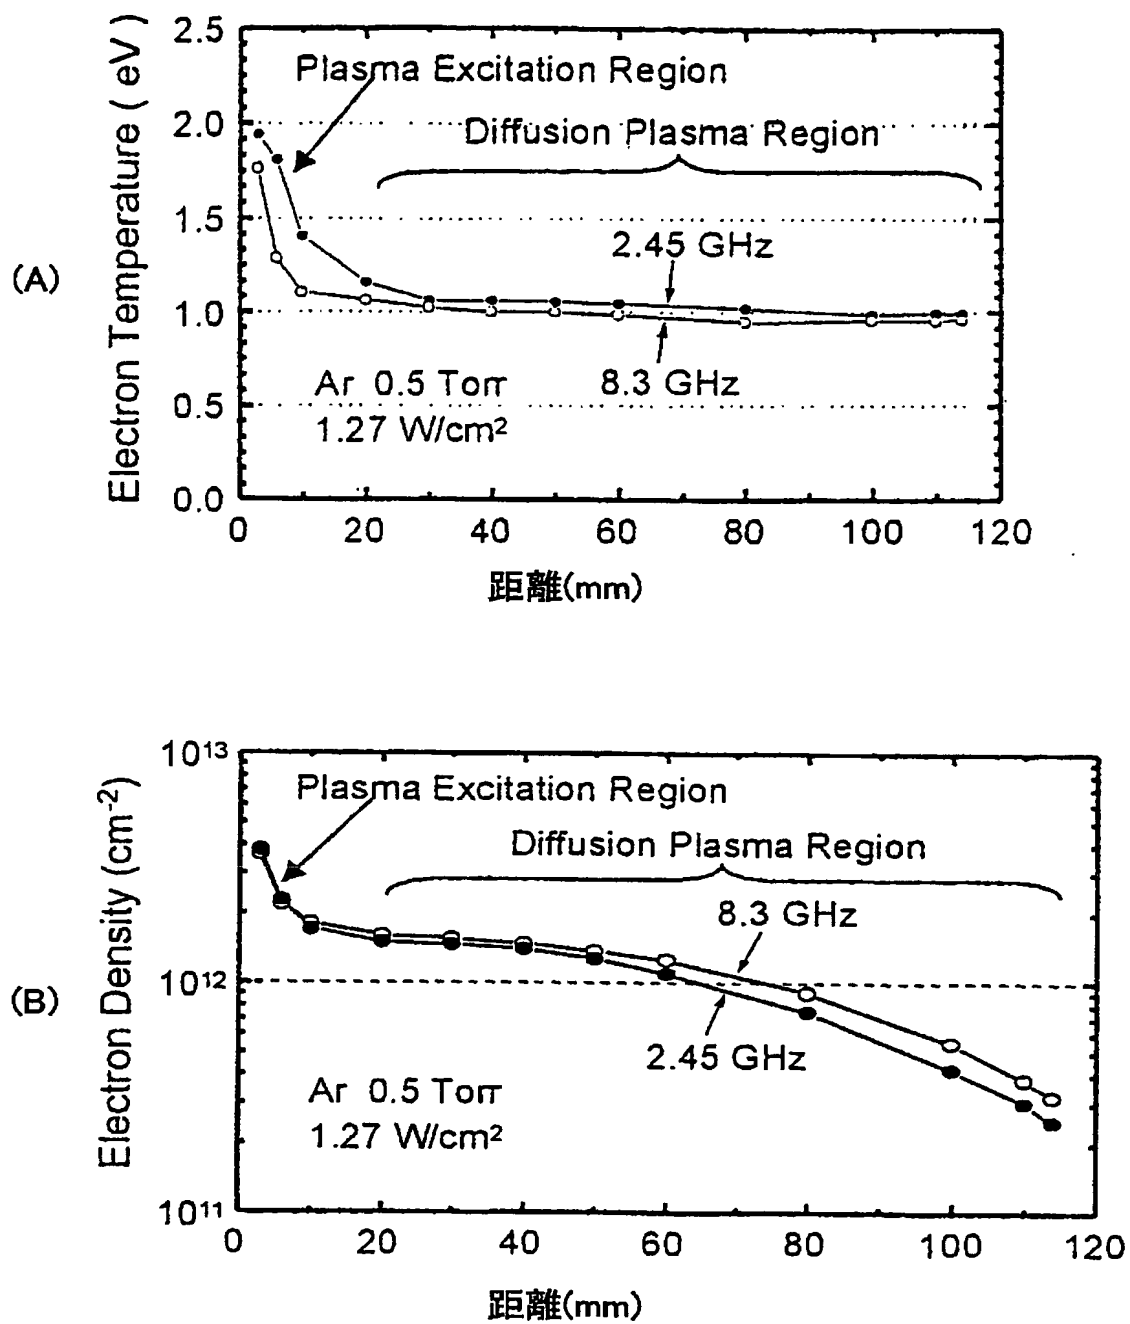 (A)
Electron Temperature ( eV)
2.5
2.0
1.5
1.0
0.5
0.0
Plasma Excitation Region
Diffusion Plasma Region
2.45 GHz
8.3 GHz
Ar 0.5 Torr
1.27 W/cm²
0 20 40 60 80 100 120
距離(mm)
(B)
Electron Density (cm⁻²)
10¹³
10¹²
10¹¹
Plasma Excitation Region
Diffusion Plasma Region
8.3 GHz
2.45 GHz
Ar 0.5 Torr
1.27 W/cm²
0 20 40 60 80 100 120
距離(mm)